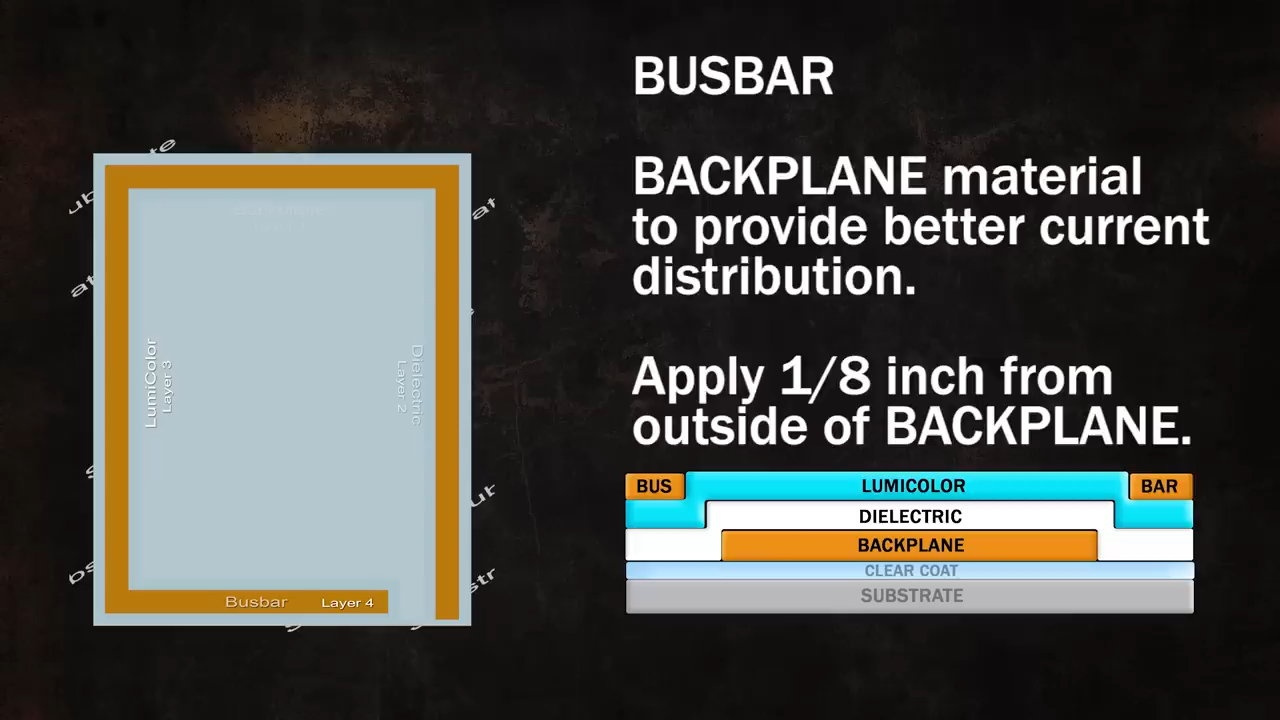 BUSBAR
BACKPLANE material
to provide better current
distribution.
Apply 1/8 inch from
outside of BACKPLANE.
LumiColor
Layer 3
Dielectric
Layer 2
Busbar
Layer 4
BUS
LUMICOLOR
BAR
DIELECTRIC
BACKPLANE
CLEAR COAT
SUBSTRATE